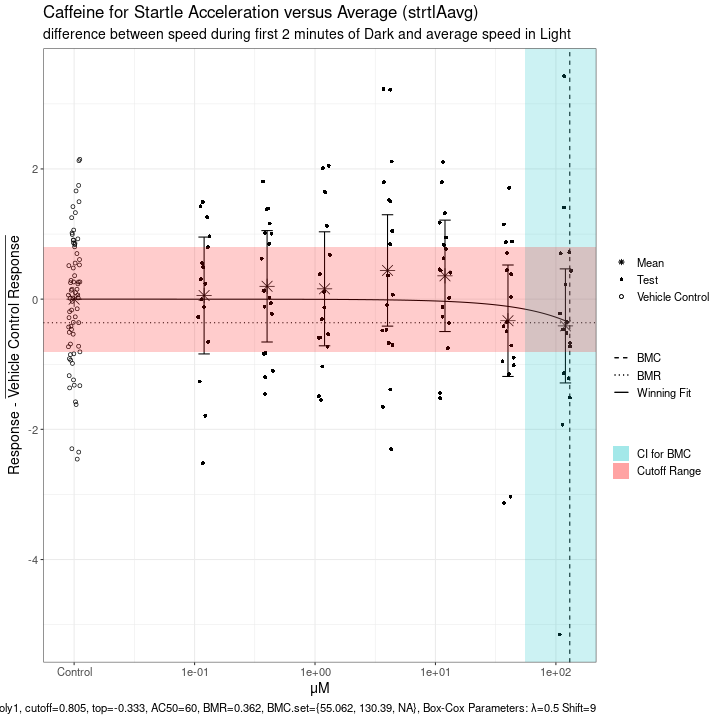 Caffeine for Startle Acceleration versus Average (strtlAavg)
difference between speed during first 2 minutes of Dark and average speed in Light
Response - Vehicle Control Response
2
0
-2
-4
Control
1e-01
1e+00
1e+01
1e+02
μM
Mean
Test
Vehicle Control
BMC
BMR
Winning Fit
CI for BMC
Cutoff Range
oly1, cutoff=0.805, top=-0.333, AC50=60, BMR=0.362, BMC.set={55.062, 130.39, NA}, Box-Cox Parameters: λ=0.5 Shift=9